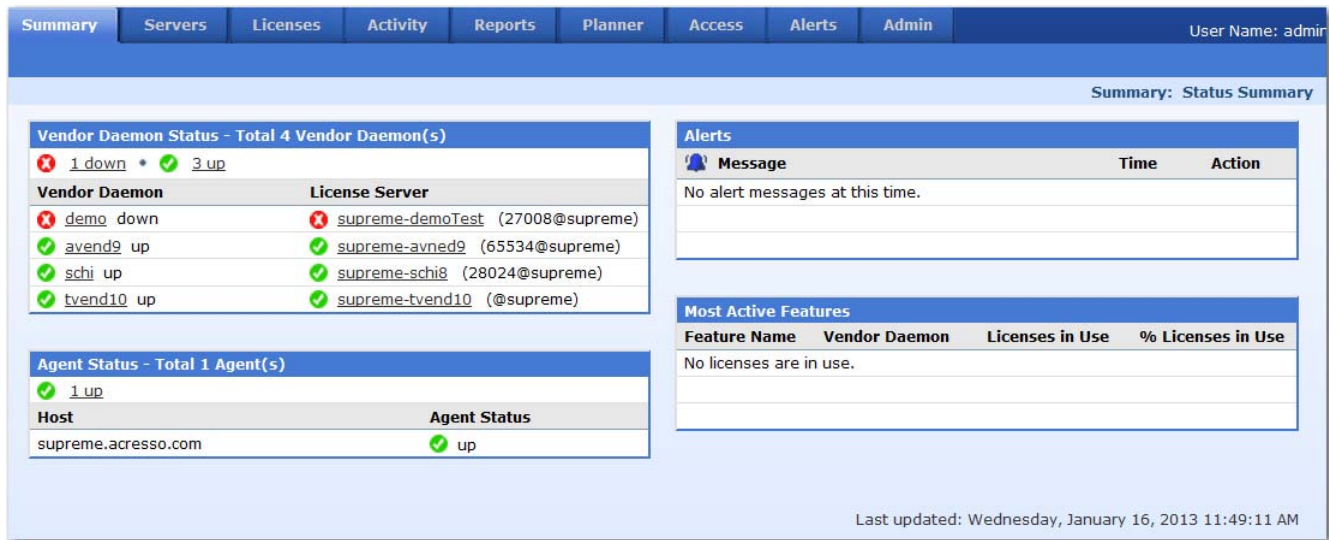 Summary Servers Licenses Activity Reports Planner Access Alerts Admin User Name: admin
Summary: Status Summary
Vendor Daemon Status - Total 4 Vendor Daemon(s)
1 down • 3 up
Vendor Daemon License Server
demo down supreme-demoTest (27008@supreme)
avend9 up supreme-avned9 (65534@supreme)
schi up supreme-schi8 (28024@supreme)
tvend10 up supreme-tvend10 (@supreme)
Agent Status - Total 1 Agent(s)
1 up
Host Agent Status
supreme.acresso.com up
Alerts
Message Time Action
No alert messages at this time.
Most Active Features
Feature Name Vendor Daemon Licenses in Use % Licenses in Use
No licenses are in use.
Last updated: Wednesday, January 16, 2013 11:49:11 AM